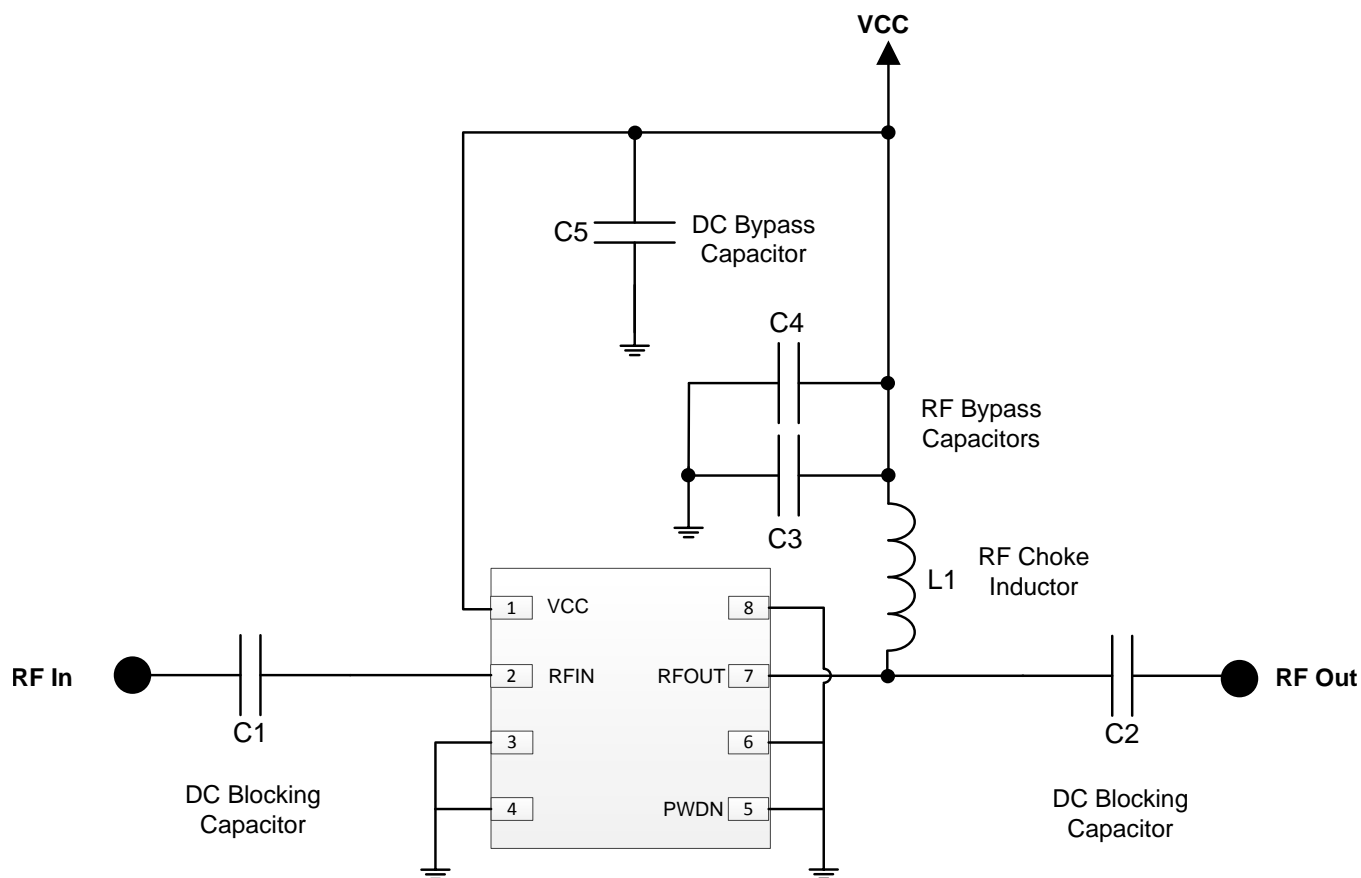 VCC
C5
DC Bypass
Capacitor
C4
RF Bypass
Capacitors
C3
L1
RF Choke
Inductor
1
VCC
8
RF In
2
RFIN
RFOUT
7
RF Out
C1
3
6
C2
DC Blocking
Capacitor
4
PWDN
5
DC Blocking
Capacitor